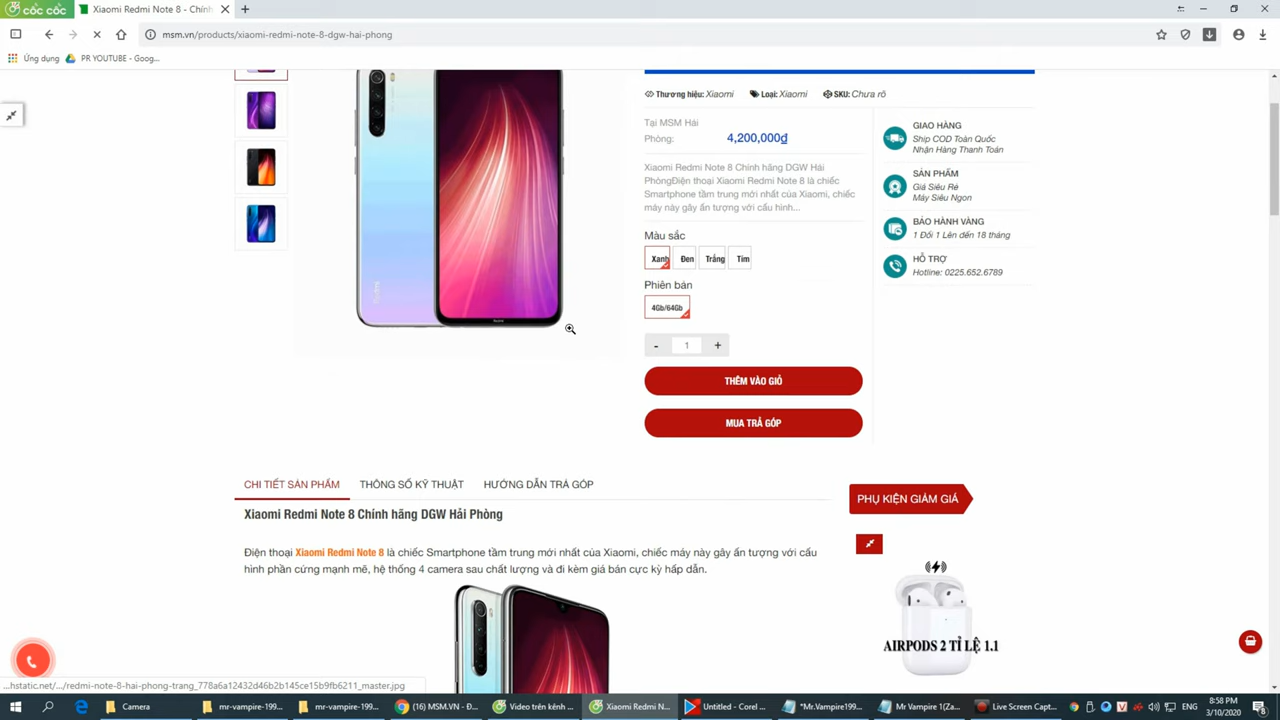 cốc cốc
Xiaomi Redmi Note 8 - Chính
msm.vn/products/xiaomi-redmi-note-8-dgw-hai-phong
Ứng dụng
PR YOUTUBE - Goog...
Thương hiệu: Xiaomi
Loại: Xiaomi
SKU: Chưa rõ
Tại MSM Hải
Phòng:
4,200,000₫
Xiaomi Redmi Note 8 Chính hãng DGW Hải
PhòngĐiện thoại Xiaomi Redmi Note 8 là chiếc
Smartphone tầm trung mới nhất của Xiaomi, chiếc
máy này gây ấn tượng với cấu hình...
Màu sắc
Xanh
Đen
Trắng
Tím
Phiên bản
4Gb/64Gb
- 1 +
THÊM VÀO GIỎ
MUA TRẢ GÓP
GIAO HÀNG
Ship COD Toàn Quốc
Nhận Hàng Thanh Toán
SẢN PHẨM
Giá Siêu Rẻ
Máy Siêu Ngon
BẢO HÀNH VÀNG
1 Đổi 1 Lên đến 18 tháng
HỖ TRỢ
Hotline: 0225.652.6789
CHI TIẾT SẢN PHẨM
THÔNG SỐ KỸ THUẬT
HƯỚNG DẪN TRẢ GÓP
Xiaomi Redmi Note 8 Chính hãng DGW Hải Phòng
Điện thoại Xiaomi Redmi Note 8 là chiếc Smartphone tầm trung mới nhất của Xiaomi, chiếc máy này gây ấn tượng với cấu
hình phần cứng mạnh mẽ, hệ thống 4 camera sau chất lượng và đi kèm giá bán cực kỳ hấp dẫn.
PHỤ KIỆN GIẢM GIÁ
AIRPODS 2 TỈ LỆ 1.1
...hstatic.net/.../redmi-note-8-hai-phong-trang_778a6a12432d46b2b145ce15b9fb6211_master.jpg
Camera
mr-vampire-199...
mr-vampire-199...
(16) MSM.VN - Đ...
Video trên kênh ...
Xiaomi Redmi N...
Untitled - Corel ...
*Mr.Vampire199...
Mr Vampire 1(Za...
Live Screen Capt...
ENG
8:58 PM
3/10/2020